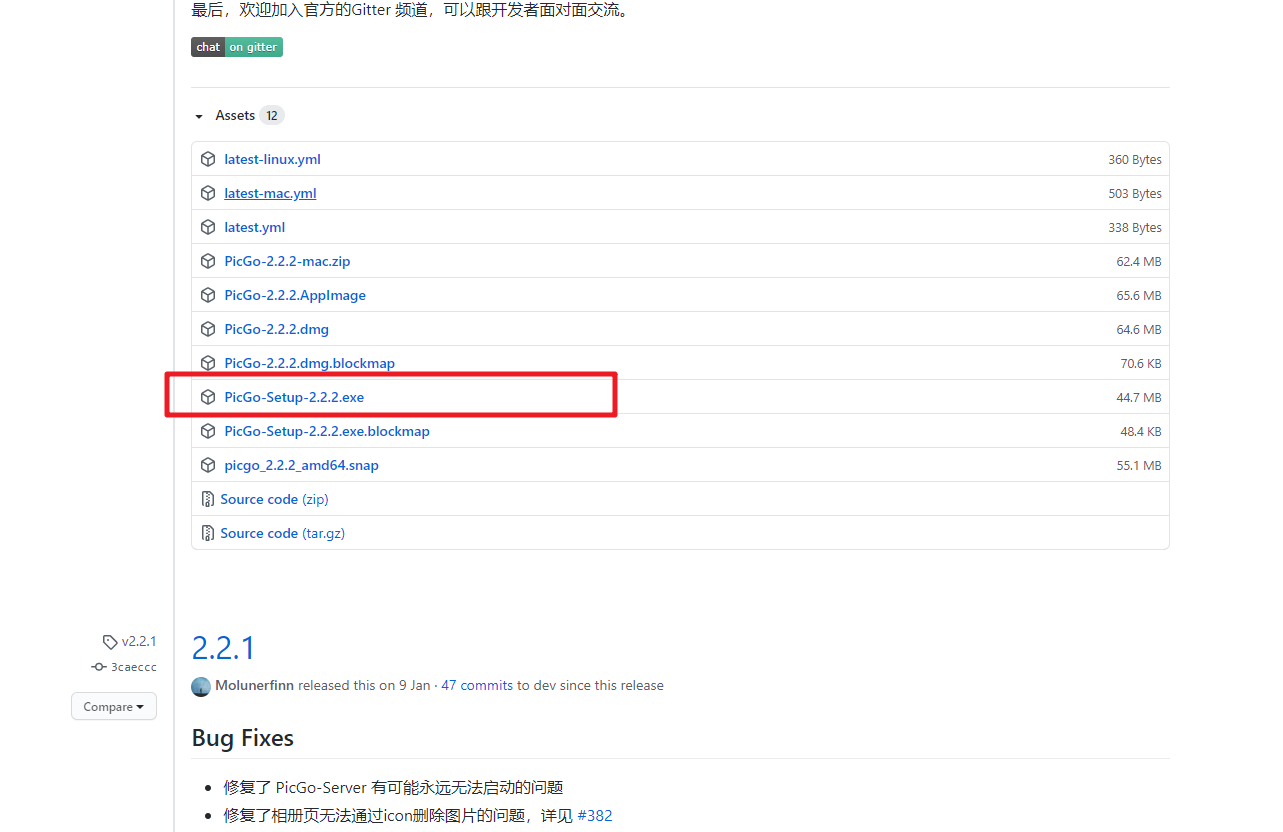 最后，欢迎加入官方的Gitter 频道，可以跟开发者面对面交流。
chat on gitter
Assets 12
latest-linux.yml 360 Bytes
latest-mac.yml 503 Bytes
latest.yml 338 Bytes
PicGo-2.2.2-mac.zip 62.4 MB
PicGo-2.2.2.AppImage 65.6 MB
PicGo-2.2.2.dmg 64.6 MB
PicGo-2.2.2.dmg.blockmap 70.6 KB
PicGo-Setup-2.2.2.exe 44.7 MB
PicGo-Setup-2.2.2.exe.blockmap 48.4 KB
picgo_2.2.2_amd64.snap 55.1 MB
Source code (zip)
Source code (tar.gz)
v2.2.1
3caeccc
Compare
2.2.1
Molunerfinn released this on 9 Jan · 47 commits to dev since this release
Bug Fixes
修复了 PicGo-Server 有可能永远无法启动的问题
修复了相册页无法通过icon删除图片的问题，详见 #382